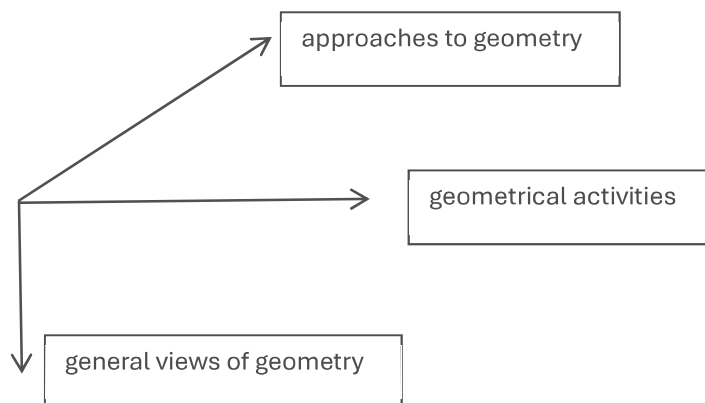 approaches to geometry
geometrical activities
general views of geometry